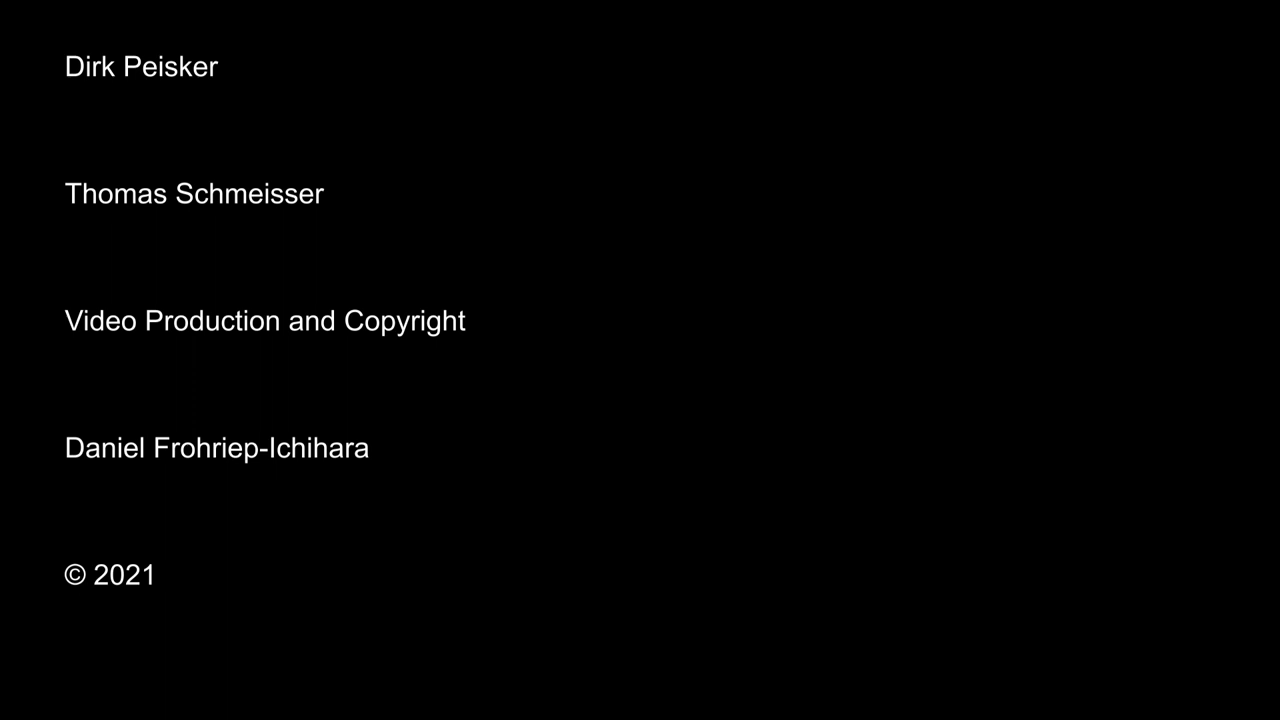 Dirk Peisker
Thomas Schmeisser
Video Production and Copyright
Daniel Frohriep-Ichihara
© 2021